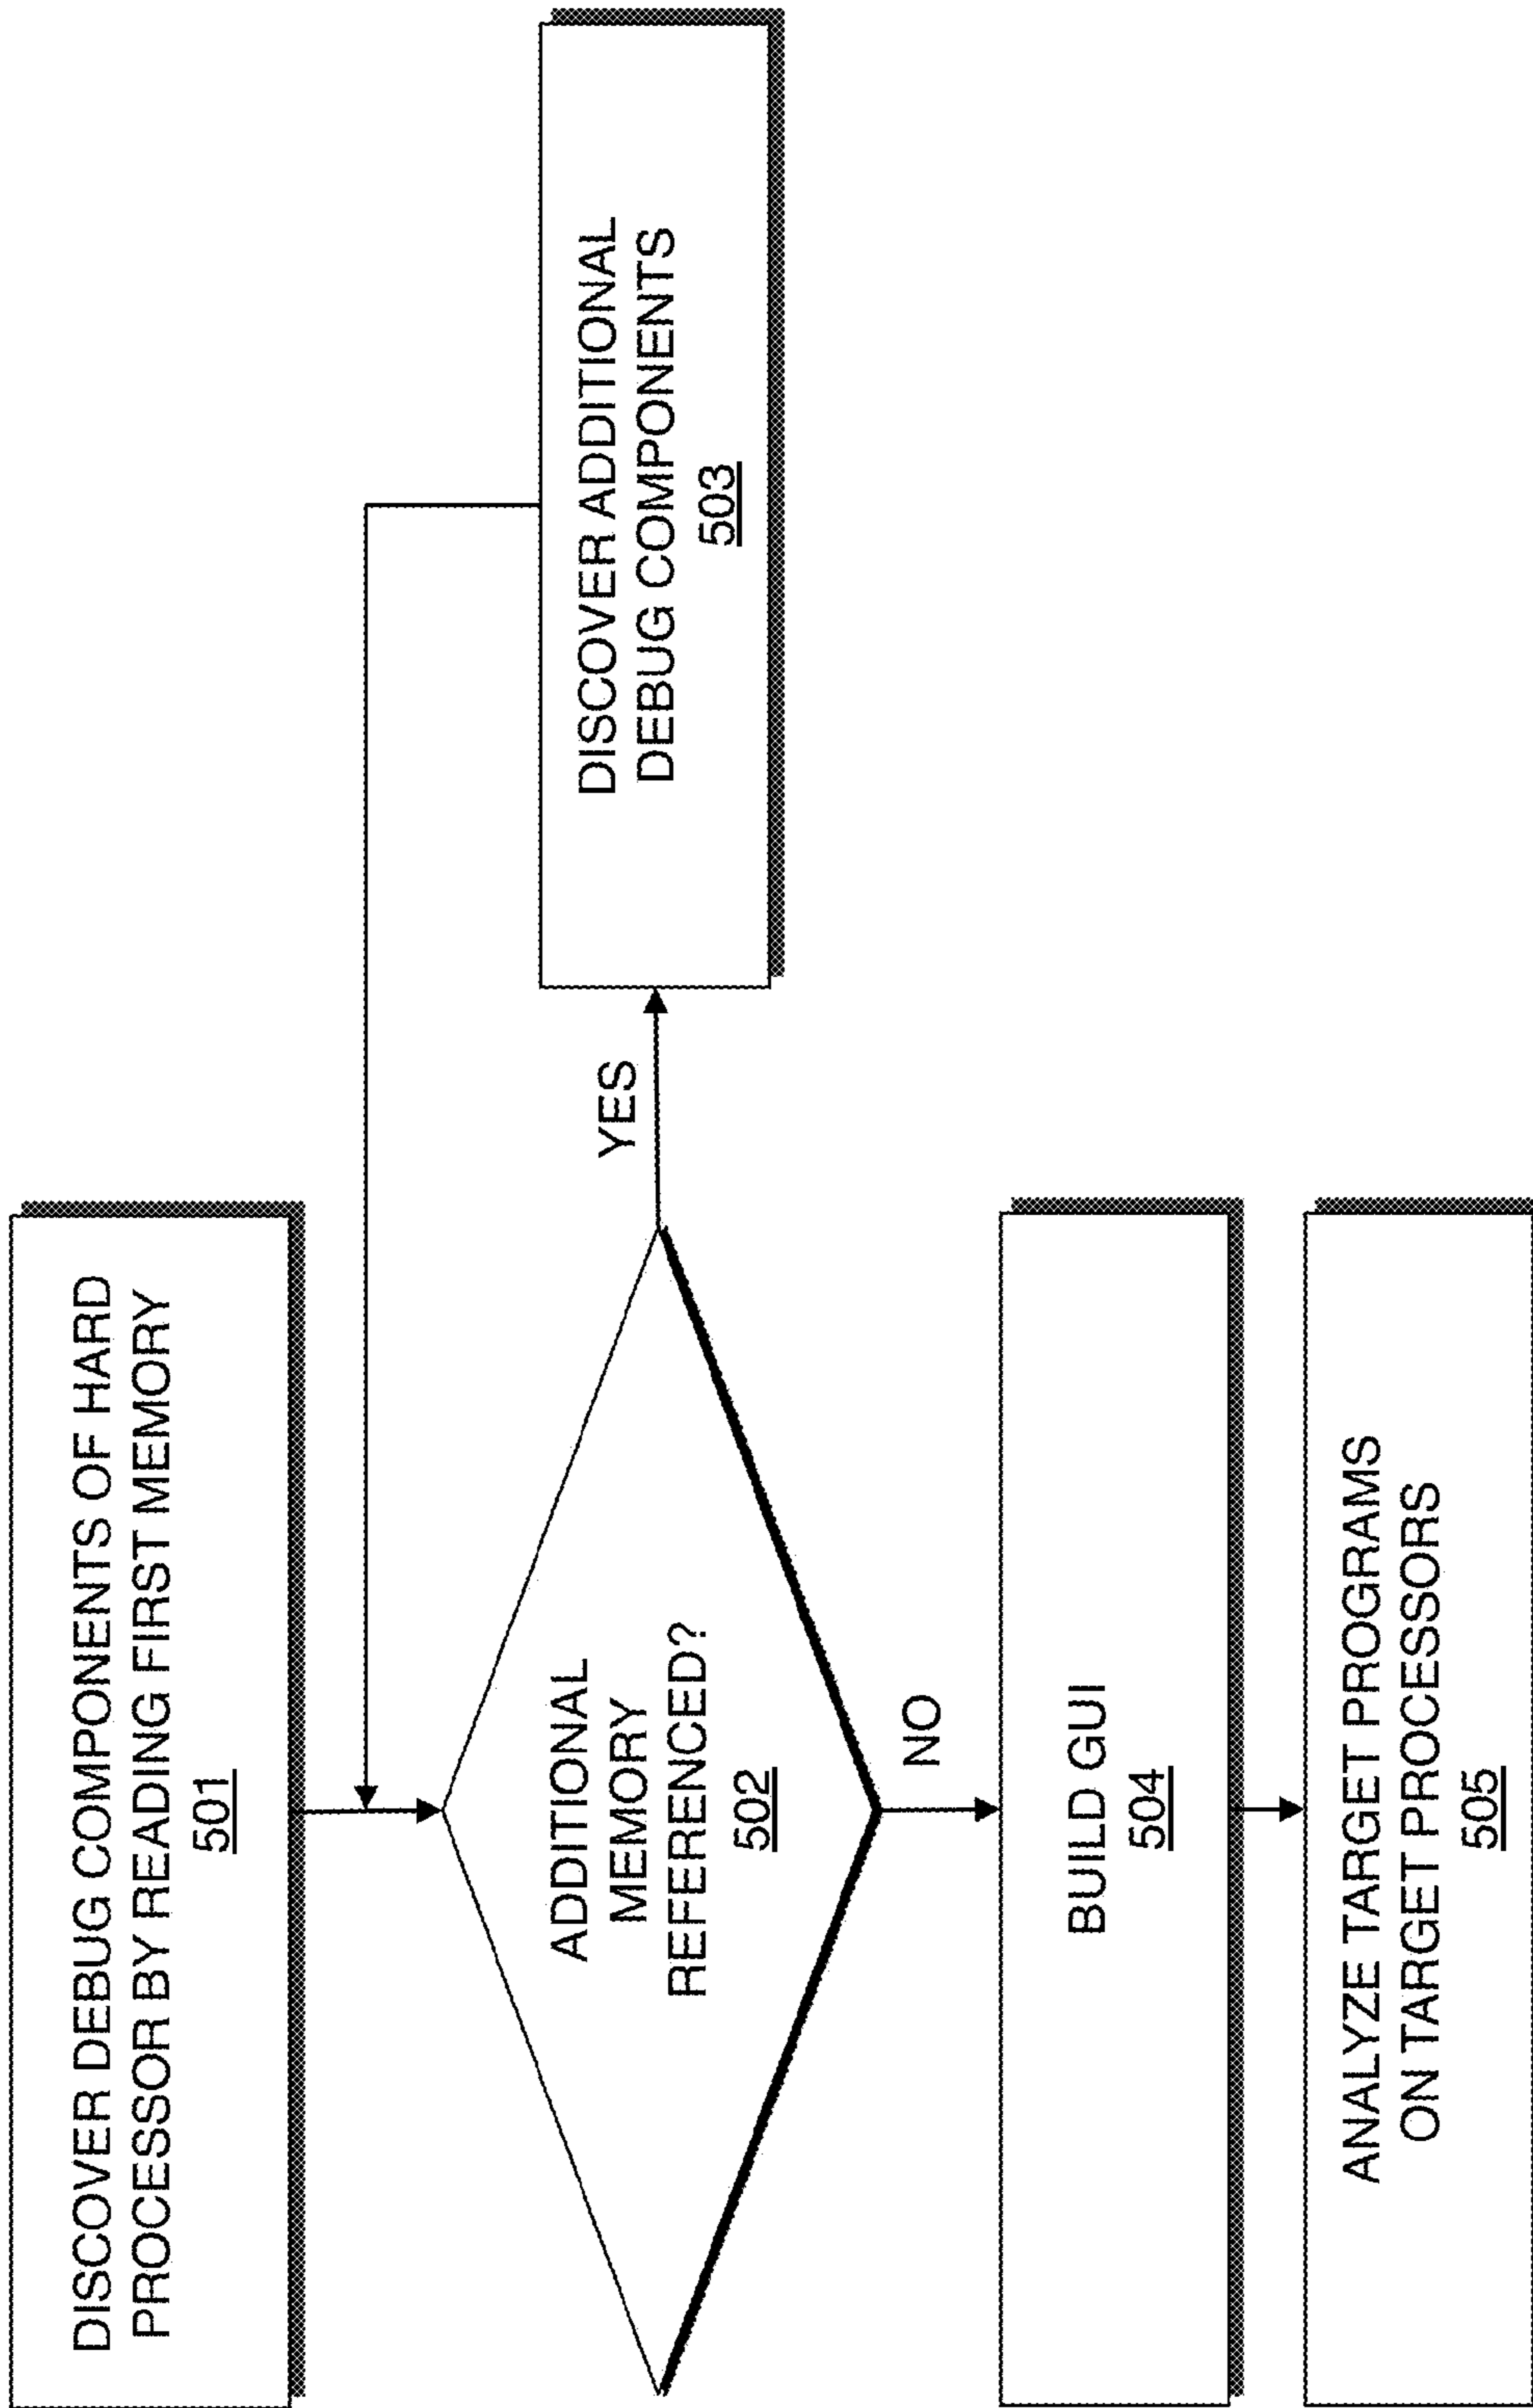 DISCOVER DEBUG COMPONENTS OF HARD
PROCESSOR BY READING FIRST MEMORY
501
ADDITIONAL
MEMORY
REFERENCED?
502
YES
DISCOVER ADDITIONAL
DEBUG COMPONENTS
503
NO
BUILD GUI
504
ANALYZE TARGET PROGRAMS
ON TARGET PROCESSORS
505